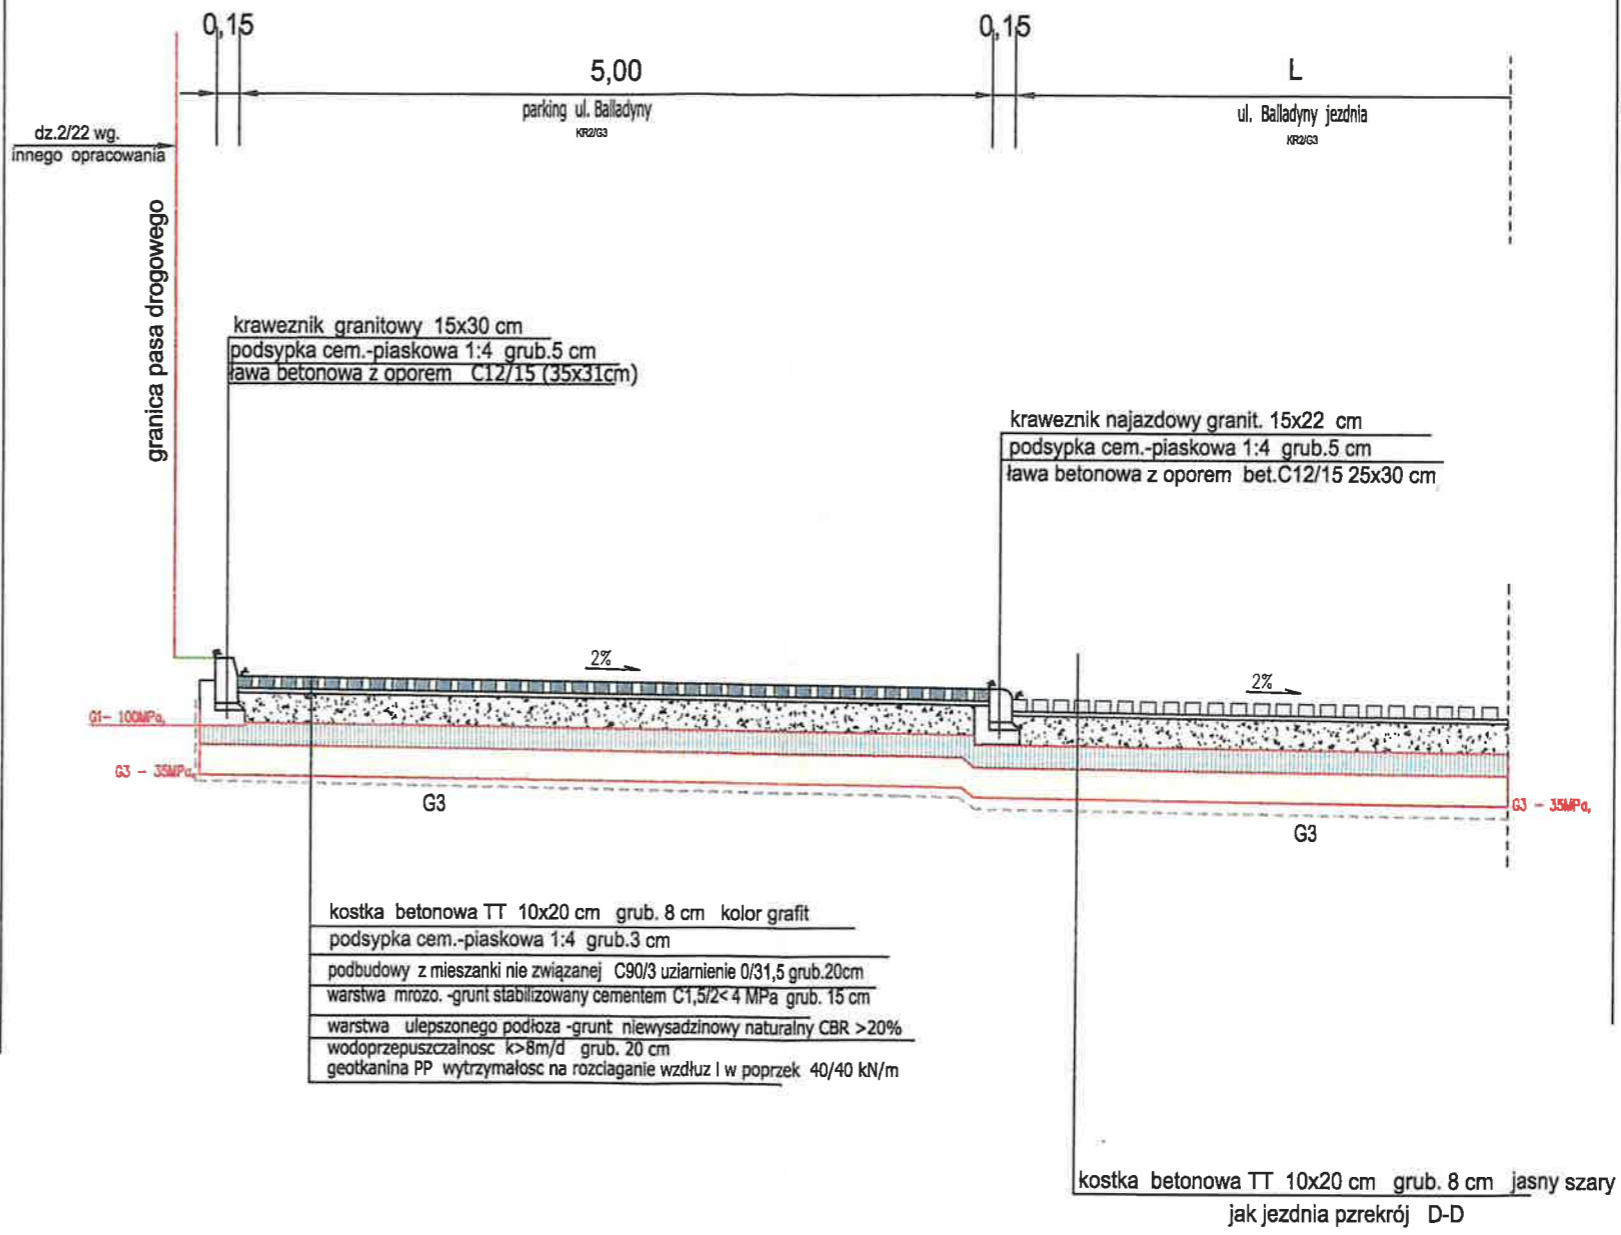 0,15
0,15
5,00
L
parking ul. Balladyny
KR2/G3
ul. Balladyny jezdnia
KR2/G3
dz.2/22 wg.
innego opracowania
granica pasa drogowego
kraweznik granitowy 15x30 cm
podsypka cem.-piaskowa 1:4 grub.5 cm
ława betonowa z oporem C12/15 (35x31cm)
kraweznik najazdowy granit. 15x22 cm
podsypka cem.-piaskowa 1:4 grub.5 cm
ława betonowa z oporem bet.C12/15 25x30 cm
2%
2%
G1- 100MPa,
G3 - 35MPa,
G3
G3 - 35MPa,
G3
kostka betonowa TT 10x20 cm grub. 8 cm kolor grafit
podsypka cem.-piaskowa 1:4 grub.3 cm
podbudowy z mieszanki nie związanej C90/3 uziarnienie 0/31,5 grub.20cm
warstwa mrozo. -grunt stabilizowany cementem C1,5/2< 4 MPa grub. 15 cm
warstwa ulepszonego podłoza -grunt niewysadzinowy naturalny CBR >20%
wodoprzepuszczalnosc k>8m/d grub. 20 cm
geotkanina PP wytrzymałosc na rozciaganie wzdłuz I w poprzek 40/40 kN/m
kostka betonowa TT 10x20 cm grub. 8 cm jasny szary
jak jezdnia pzrekrój D-D